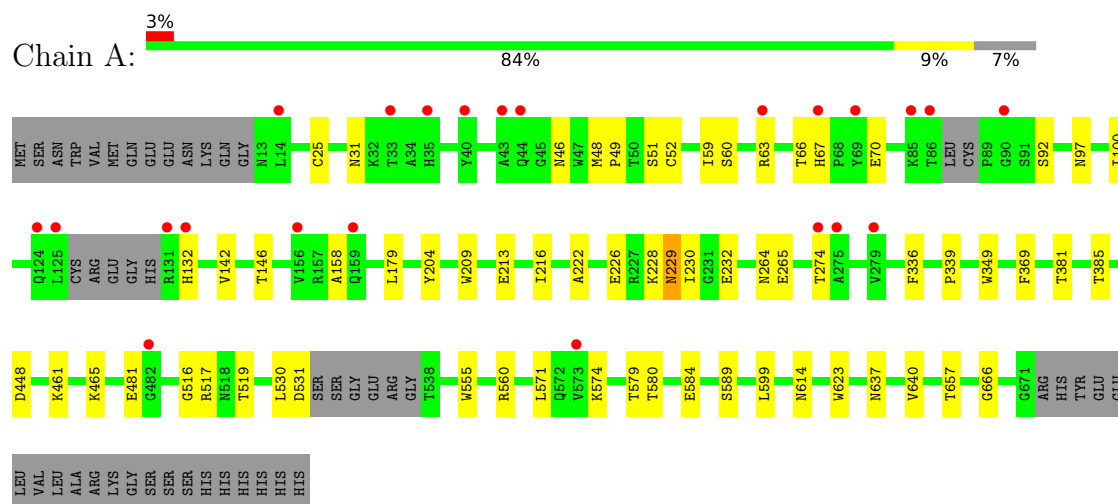 3%
Chain A:
84% 9% 7%
MET SER ASN TRP VAL MET GLN GLU GLU ASN LYS GLN GLY N13 L14 C25 N31 K32 T33 A34 H35 Y40 A43 Q44 G45 N46 W47 M48 P49 T50 S51 C52 I59 S60 R63 T66 H67 P68 Y69 E70 K85 T86 LEU CYS P89 G90 S91 S92 N97 I100
Q124 L125 CYS ARG GLU GLY HIS R131 H132 V142 T146 V156 R157 A158 Q159 L179 Y204 W209 E213 I216 A222 E226 R227 K228 N229 I230 G231 E232 N264 E265 T274 A275 V279 F336 P339 W349 F369 T381 T385
D448 K461 K465 E481 G482 G516 R517 N518 T519 L530 D531 SER SER GLY GLU ARG GLY T538 W555 R560 L571 Q572 V573 K574 T579 T580 E584 S589 L599 N614 W623 N637 V640 T657 G666 G671 ARG HIS TYR GLU GLU
LEU VAL LEU ALA ARG LYS GLY SER SER SER HIS HIS HIS HIS HIS HIS